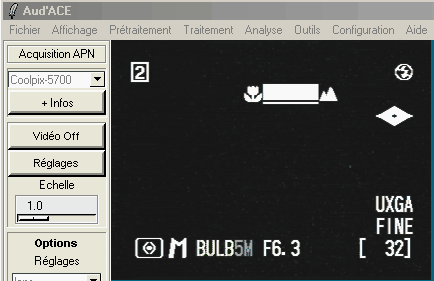 Aud'ACE
Fichier Affichage Prétraitement Traitement Analyse Outils Configuration Aide
Acquisition APN
Coolpix-5700
+ Infos
Vidéo Off
Réglages
Echelle
1.0
Options
Réglages
2
UXGA
FINE
M BULB5M F6.3 [ 32]